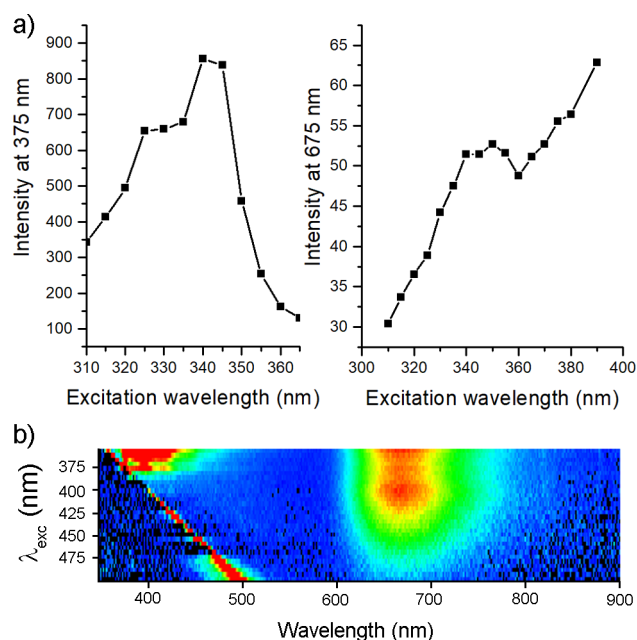 a)
Intensity at 375 nm
900
800
700
600
500
400
300
200
100
310 320 330 340 350 360
Excitation wavelength (nm)
Intensity at 675 nm
65
60
55
50
45
40
35
30
300 320 340 360 380 400
Excitation wavelength (nm)
b)
λexc (nm)
375
400
425
450
475
400 500 600 700 800 900
Wavelength (nm)